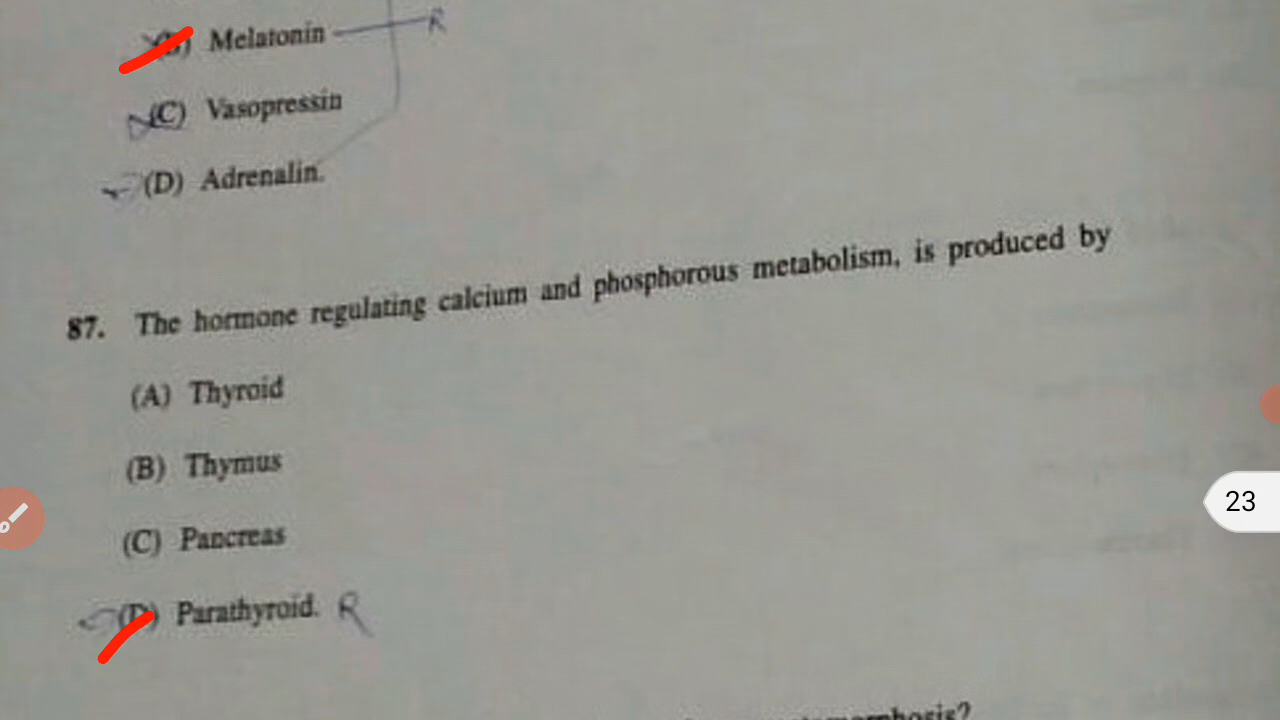 Melatonin R
(C) Vasopressin
(D) Adrenalin.
87. The hormone regulating calcium and phosphorous metabolism, is produced by
(A) Thyroid
(B) Thymus
(C) Pancreas
(D) Parathyroid. R
23